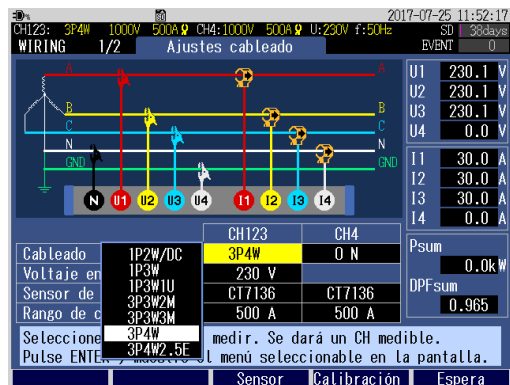 2017-07-25 11:52:17
CH123: 3P4W 1000V 500A CH4:1000V 500A U:230V f:50Hz SD 38days
WIRING 1/2 Ajustes cableado EVENT 0
A A
B B
C C
N N
GND GND
N U1 U2 U3 U4 I1 I2 I3 I4
U1 230.1 V
U2 230.1 V
U3 230.1 V
U4 0.0 V
I1 30.0 A
I2 30.0 A
I3 30.0 A
I4 0.0 A
Psum
0.0kW
DPFsum
0.965
CH123 CH4
Cableado 3P4W ON
Voltaje en 230 V
Sensor de CT7136 CT7136
Rango de c 500 A 500 A
1P2W/DC
1P3W
1P3W1U
3P3W2M
3P3W3M
3P4W
3P4W2.5E
Seleccione medir. Se dará un CH medible.
Pulse ENTE el menú seleccionable en la pantalla.
Sensor Calibración Espera